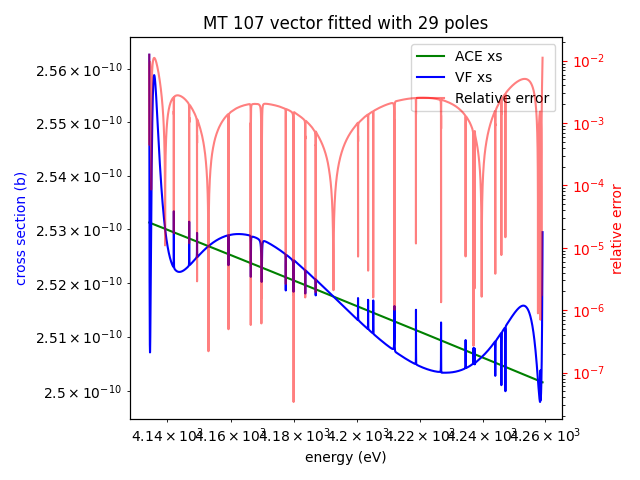 MT 107 vector fitted with 29 poles
ACE xs
VF xs
Relative error
cross section (b)
2.56 × 10⁻¹⁰
2.55 × 10⁻¹⁰
2.54 × 10⁻¹⁰
2.53 × 10⁻¹⁰
2.52 × 10⁻¹⁰
2.51 × 10⁻¹⁰
2.5 × 10⁻¹⁰
10⁻²
10⁻³
10⁻⁴
10⁻⁵
10⁻⁶
10⁻⁷
relative error
4.14 × 10³ 4.16 × 10³ 4.18 × 10³ 4.2 × 10³ 4.22 × 10³ 4.24 × 10³ 4.26 × 10³
energy (eV)